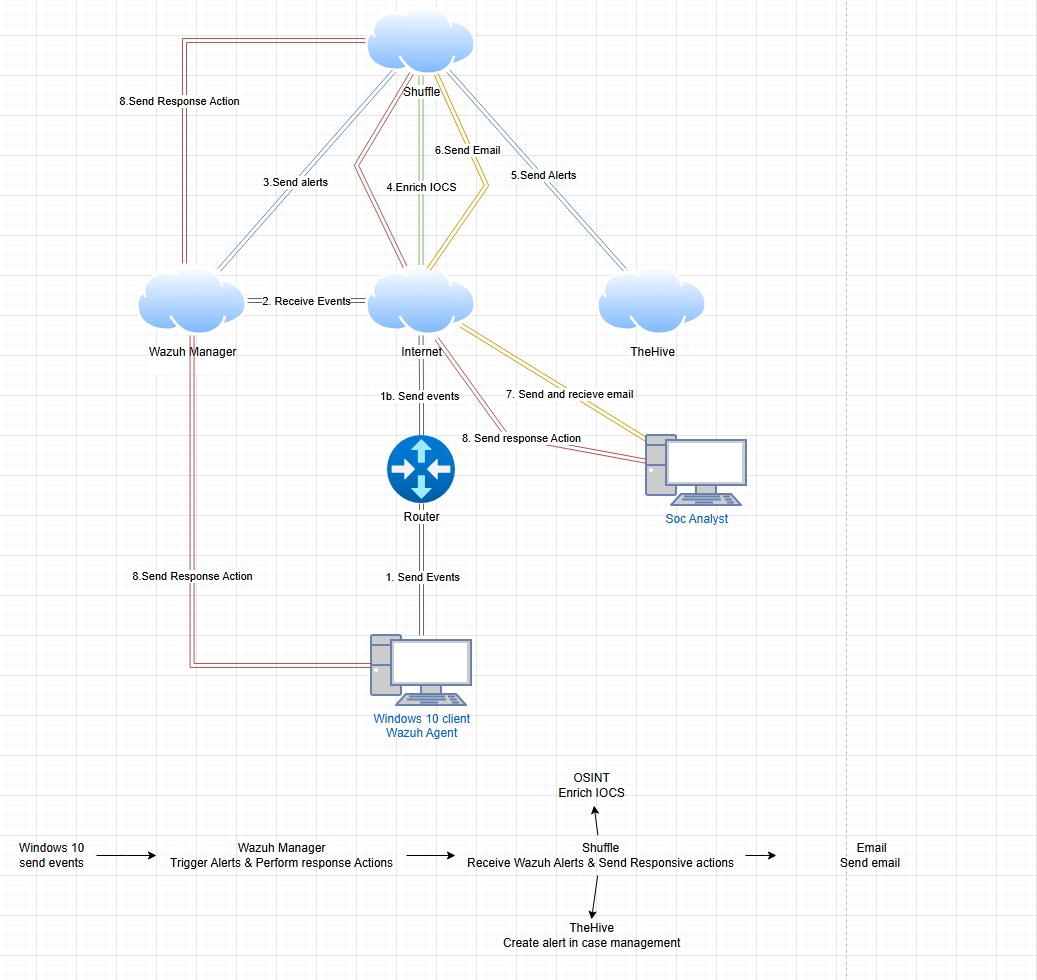 Shuffle
8.Send Response Action
6.Send Email
5.Send Alerts
3.Send alerts
4.Enrich IOCS
2. Receive Events
Wazuh Manager
Internet
TheHive
1b. Send events
7. Send and recieve email
8. Send response Action
Router
Soc Analyst
8.Send Response Action
1. Send Events
Windows 10 client
Wazuh Agent
OSINT
Enrich IOCS
Windows 10
send events
Wazuh Manager
Trigger Alerts & Perform response Actions
Shuffle
Receive Wazuh Alerts & Send Responsive actions
Email
Send email
TheHive
Create alert in case management